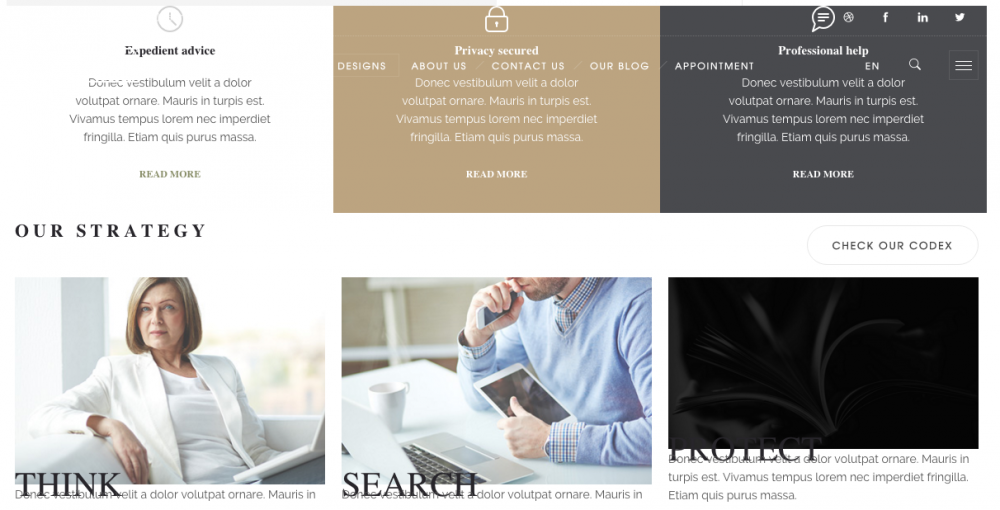 Expedient advice
Donec vestibulum velit a dolor
volutpat ornare. Mauris in turpis est.
Vivamus tempus lorem nec imperdiet
fringilla. Etiam quis purus massa.
READ MORE
Privacy secured
Donec vestibulum velit a dolor
volutpat ornare. Mauris in turpis est.
Vivamus tempus lorem nec imperdiet
fringilla. Etiam quis purus massa.
READ MORE
Professional help
Donec vestibulum velit a dolor
volutpat ornare. Mauris in turpis est.
Vivamus tempus lorem nec imperdiet
fringilla. Etiam quis purus massa.
READ MORE
f in
DESIGNS ABOUT US / CONTACT US / OUR BLOG / APPOINTMENT EN
OUR STRATEGY
CHECK OUR CODEX
THINK
Donec vestibulum velit a dolor volutpat ornare. Mauris in
SEARCH
Donec vestibulum velit a dolor volutpat ornare. Mauris in
PROTECT
Donec vestibulum velit a dolor volutpat ornare. Mauris in
turpis est. Vivamus tempus lorem nec imperdiet fringilla.
Etiam quis purus massa.